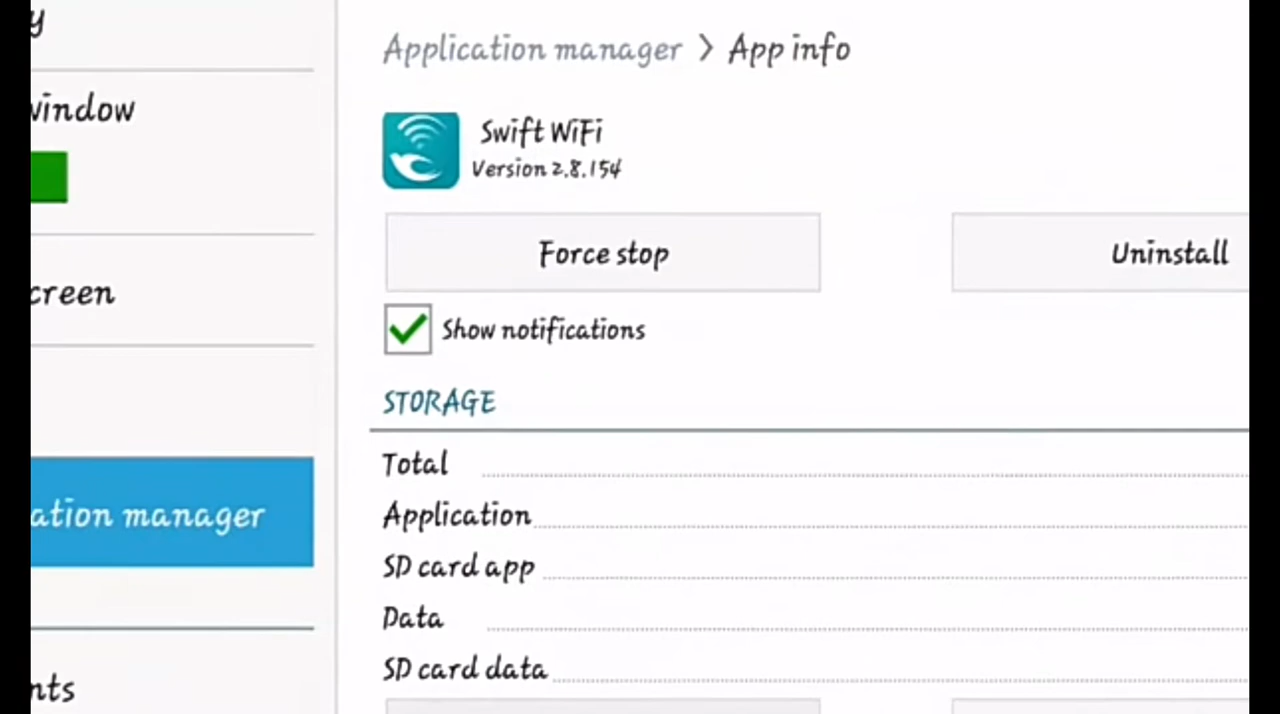 y
Application manager > App info
window
Swift WiFi
Version 2.8.154
Force stop
Uninstall
creen
Show notifications
STORAGE
Total
Application
ation manager
SD card app
Data
SD card data
nts